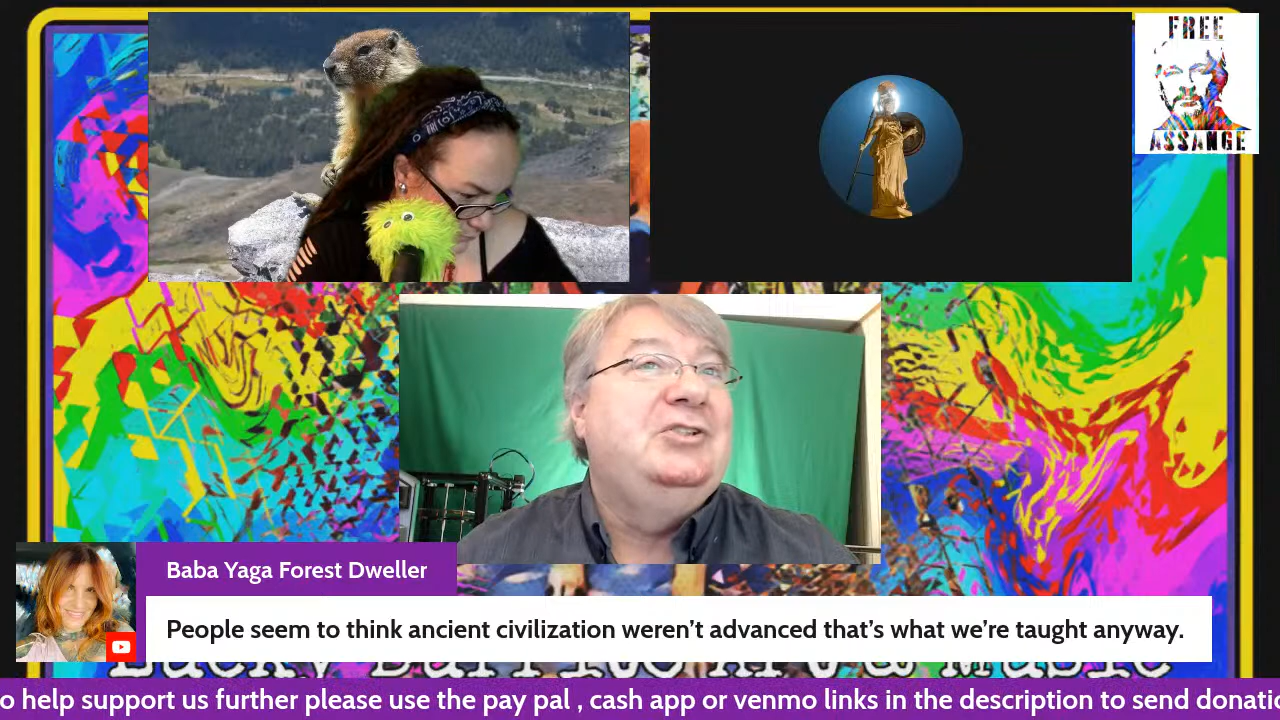 FREE
ASSANGE
Baba Yaga Forest Dweller
People seem to think ancient civilization weren’t advanced that’s what we’re taught anyway.
o help support us further please use the pay pal , cash app or venmo links in the description to send donatio